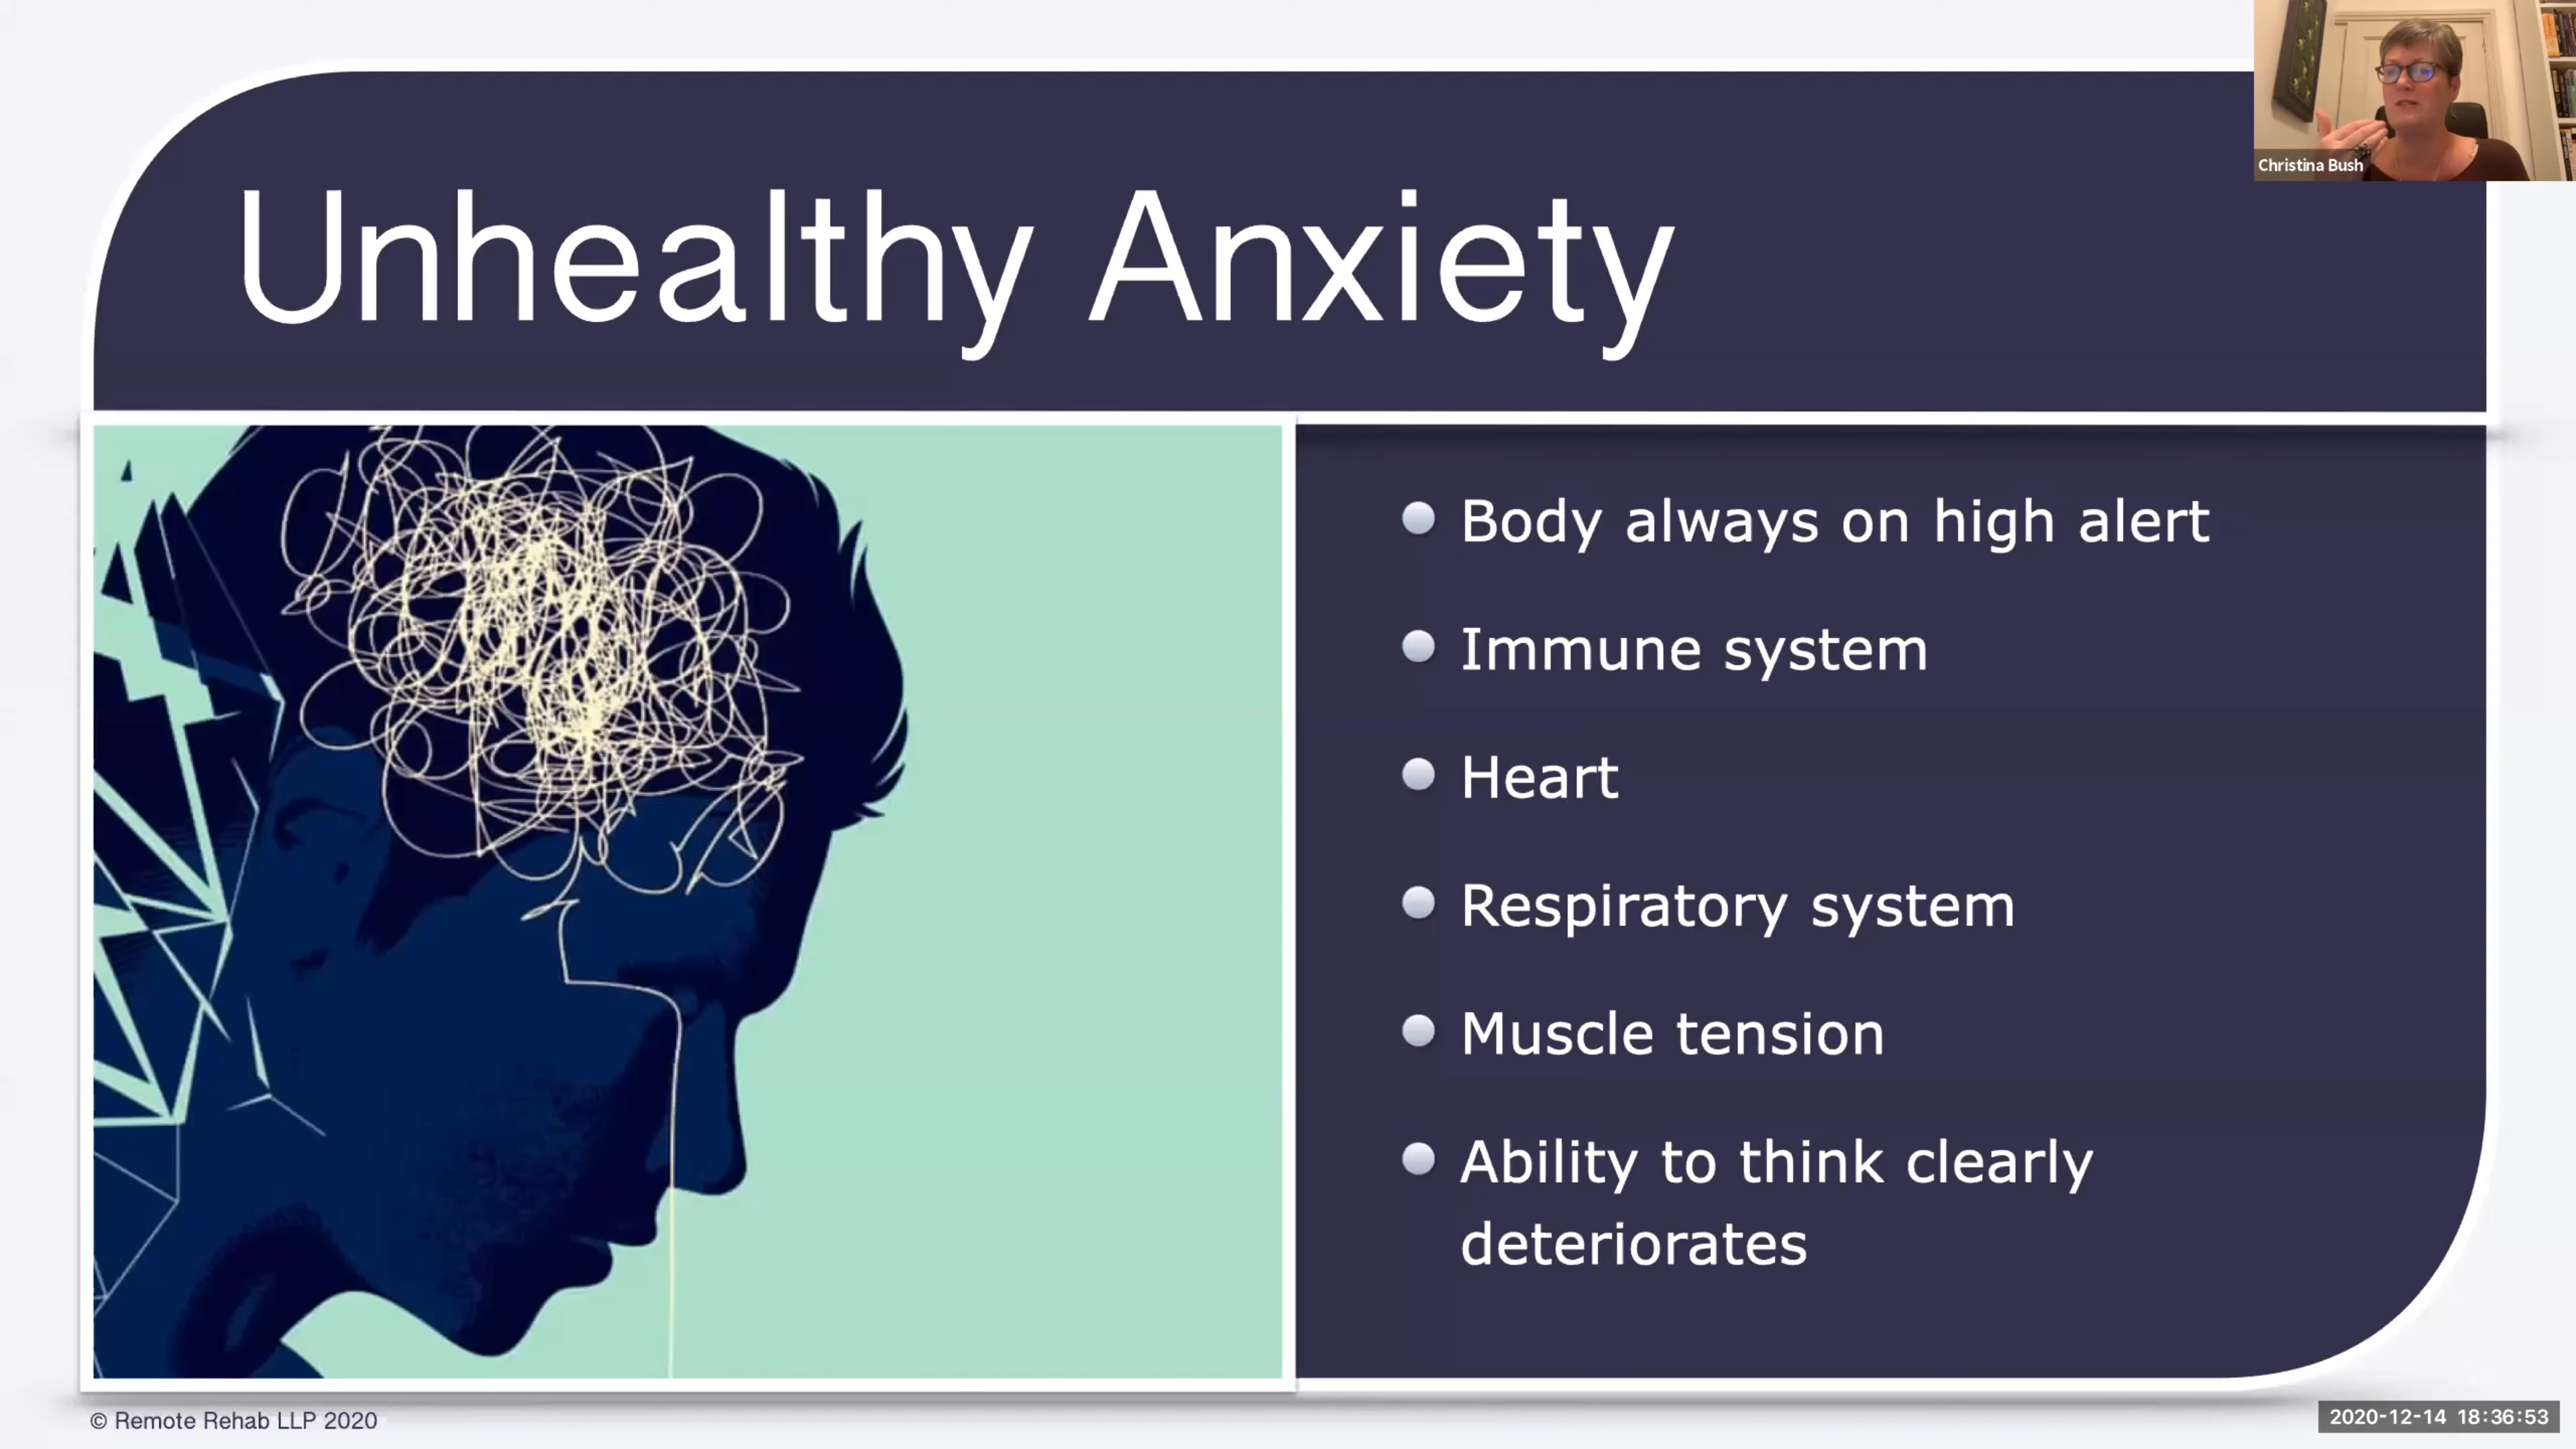 Christina Bush
Unhealthy Anxiety
Body always on high alert
Immune system
Heart
Respiratory system
Muscle tension
Ability to think clearly
deteriorates
© Remote Rehab LLP 2020
2020-12-14 18:36:53